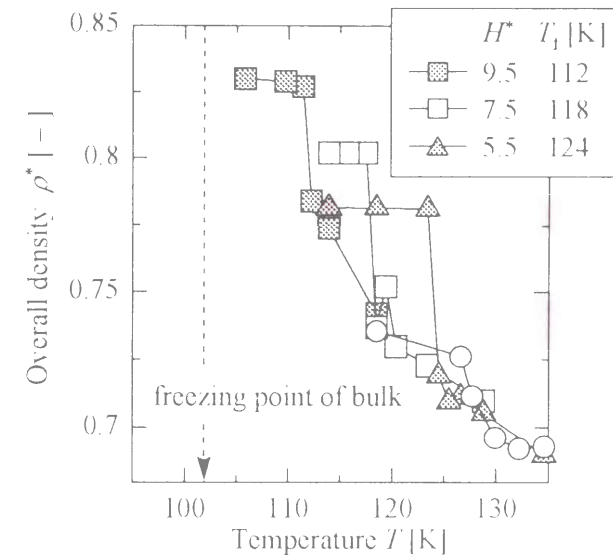 0.85
0.8
0.75
0.7
Overall density ρ* [−]
H* Tf [K]
9.5 112
7.5 118
5.5 124
freezing point of bulk
100 110 120 130
Temperature T [K]